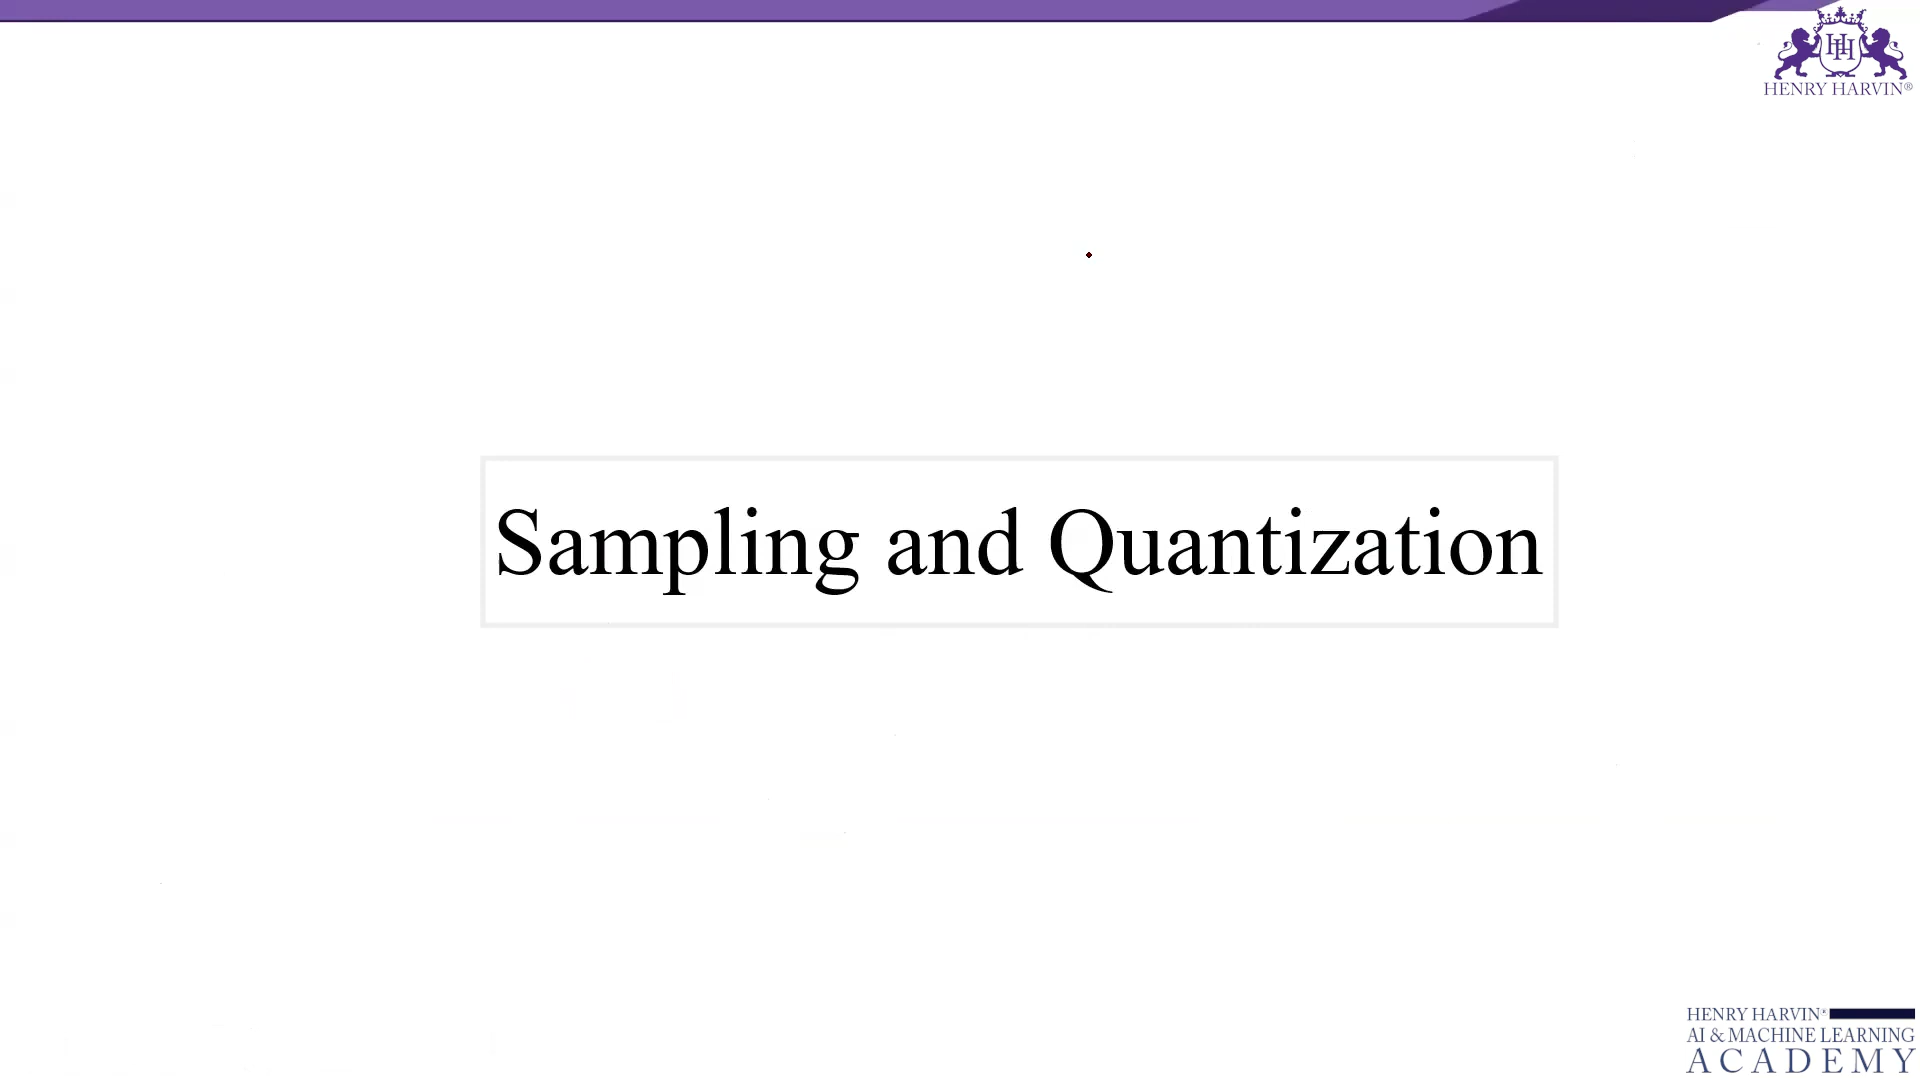 HENRY HARVIN®
Sampling and Quantization
HENRY HARVIN®
AI & MACHINE LEARNING
ACADEMY